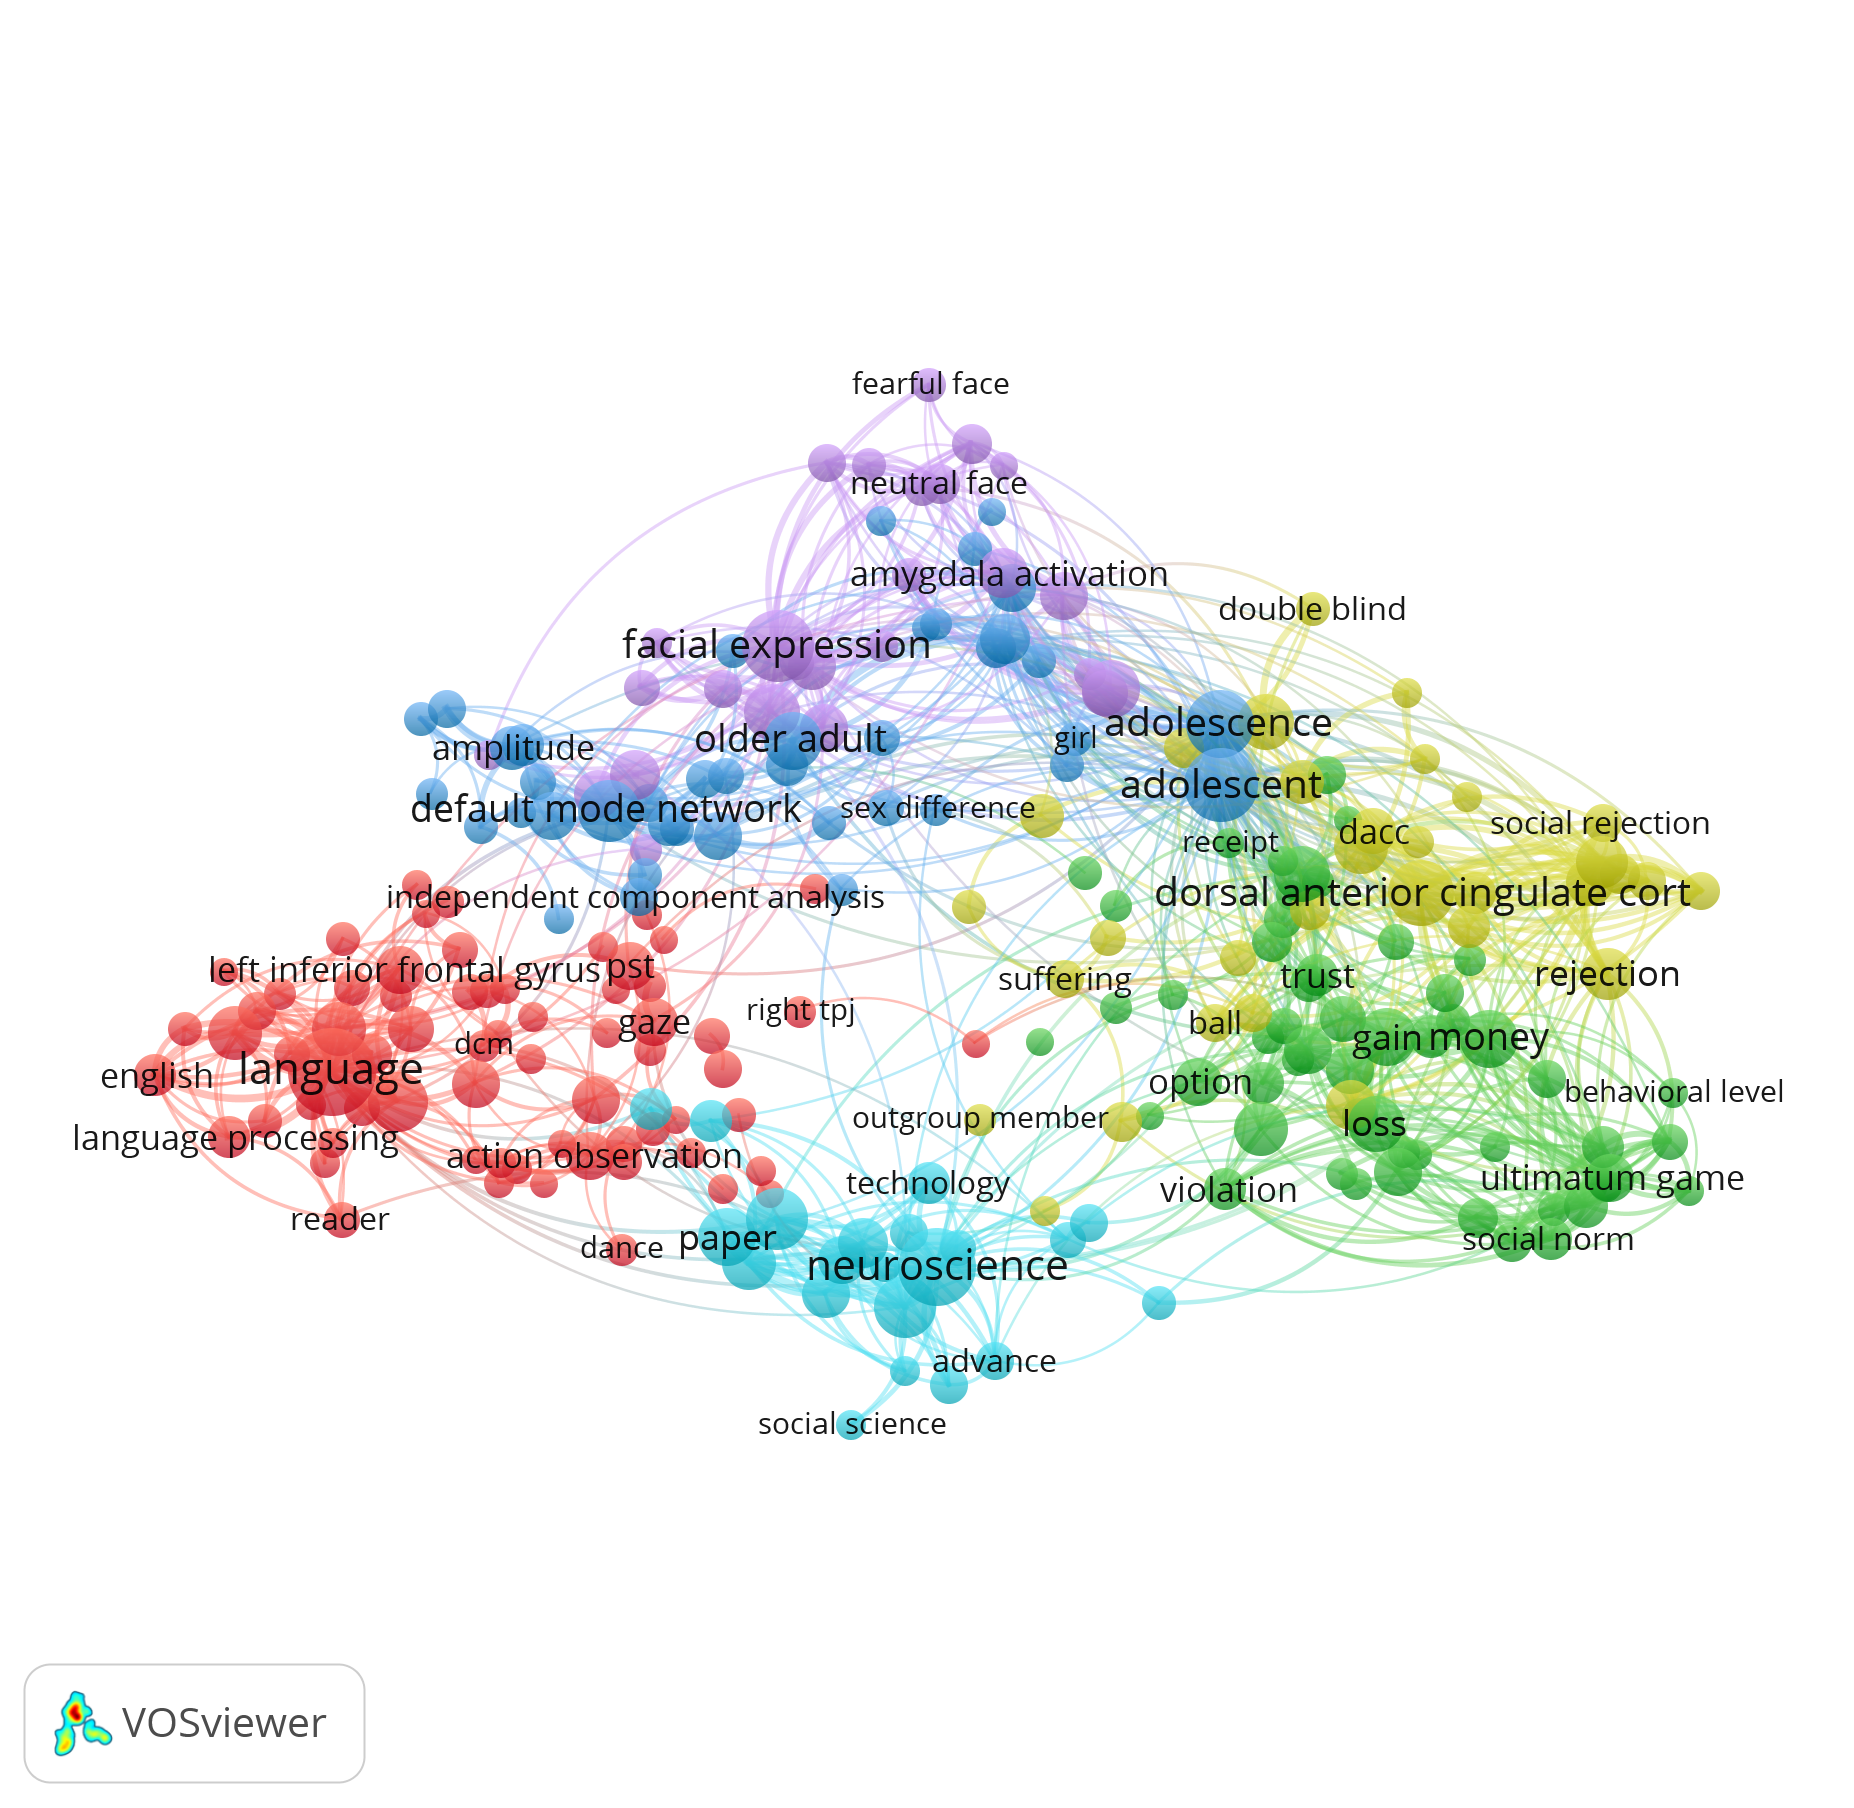 fearful face
neutral face
amygdala activation
double blind
facial expression
adolescence
girl
older adult
amplitude
adolescent
default mode network
sex difference
social rejection
dacc
receipt
dorsal anterior cingulate cort
independent component analysis
left inferior frontal gyrus
pst
trust
rejection
suffering
right tpj
gaze
ball
gain
money
dcm
language
english
option
behavioral level
outgroup member
loss
language processing
action observation
technology
violation
ultimatum game
reader
dance
paper
social norm
neuroscience
advance
social science
VOSviewer